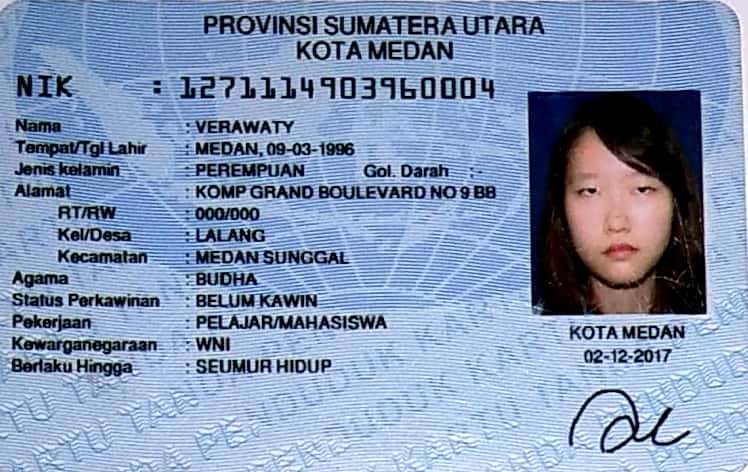 PROVINSI SUMATERA UTARA
KOTA MEDAN
NIK : 1271114903960004
Nama : VERAWATY
Tempat/Tgl Lahir : MEDAN, 09-03-1996
Jenis kelamin : PEREMPUAN Gol. Darah :-
Alamat : KOMP GRAND BOULEVARD NO 9 BB
RT/RW : 000/000
Kel/Desa : LALANG
Kecamatan : MEDAN SUNGGAL
Agama : BUDHA
Status Perkawinan : BELUM KAWIN
Pekerjaan : PELAJAR/MAHASISWA
Kewarganegaraan : WNI
Berlaku Hingga : SEUMUR HIDUP
KOTA MEDAN
02-12-2017